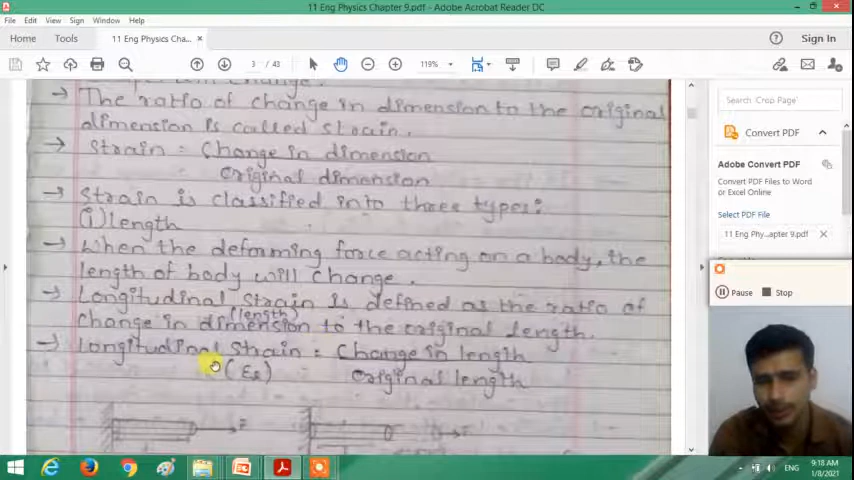 11 Eng Physics Chapter 9.pdf - Adobe Acrobat Reader DC
File Edit View Sign Window Help
Home Tools 11 Eng Physics Cha... × Sign In
3 / 43 119%
→ The ratio of change in dimension to the original
dimension is called strain.
→ Strain = Change in dimension
original dimension
→ Strain is classified into three types:
(i) length
→ When the deforming force acting on a body, the
length of body will change.
→ Longitudinal strain is defined as the ratio of
(length)
change in dimension to the original length.
→ Longitudinal Strain = Change in length
original length
F
Search 'Crop Page'
Convert PDF
Adobe Convert PDF
Convert PDF Files to Word
or Excel Online
Select PDF File
11 Eng Phy...apter 9.pdf ×
Pause Stop
ENG
9:18 AM
1/8/2021